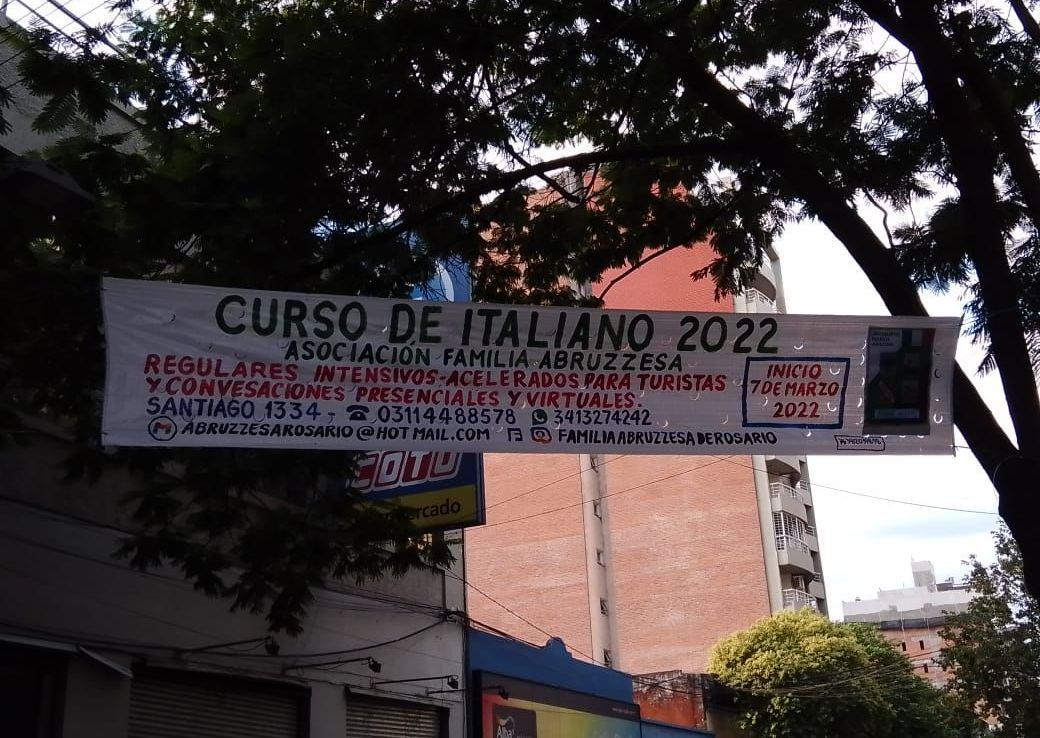 CURSO DE ITALIANO 2022
ASOCIACIÓN FAMILIA ABRUZZESA
REGULARES INTENSIVOS-ACELERADOS PARA TURISTAS
Y CONVESACIONES PRESENCIALES Y VIRTUALES.
SANTIAGO 1334, ☎ 03114488578 3413274242
ABRUZZESAROSARIO@HOTMAIL.COM FAMILIAABRUZZESADEROSARIO
INICIO
7 DE MARZO
2022
COTO